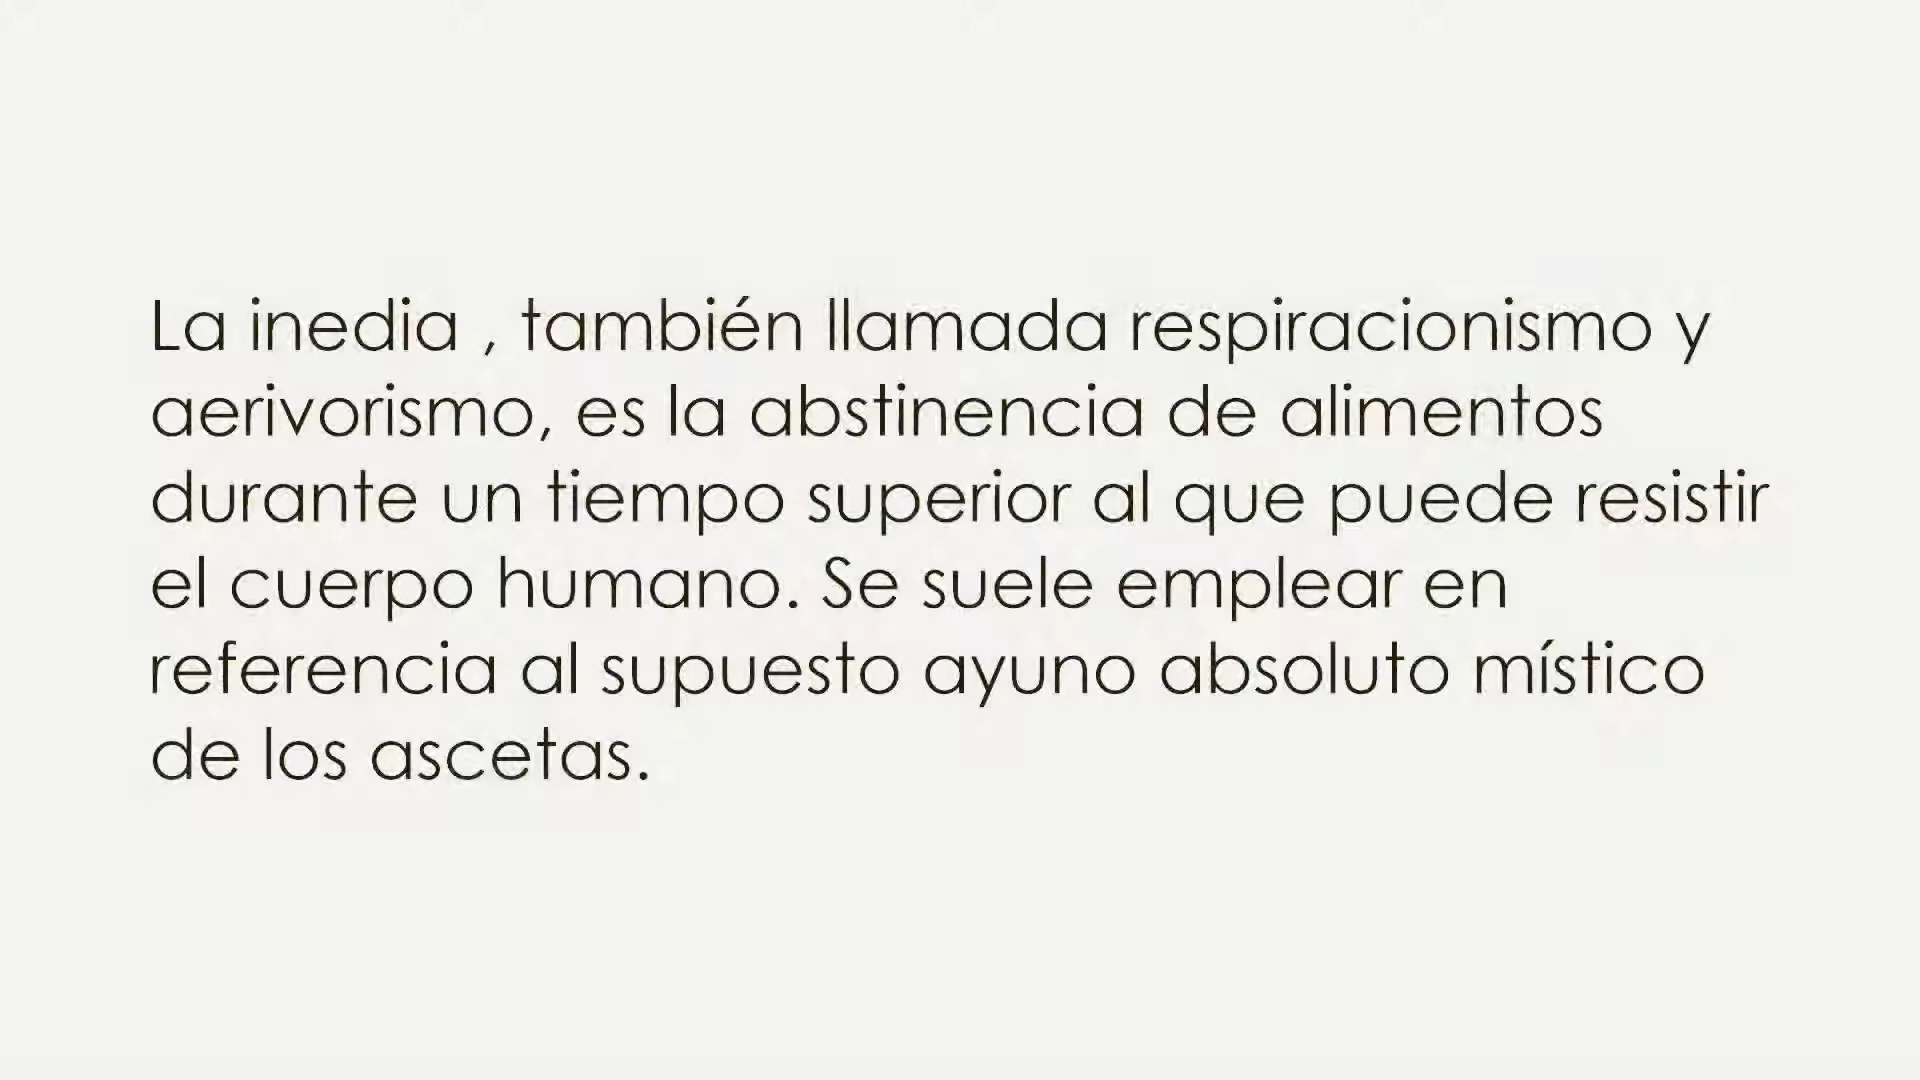 La inedia , también llamada respiracionismo y
aerivorismo, es la abstinencia de alimentos
durante un tiempo superior al que puede resistir
el cuerpo humano. Se suele emplear en
referencia al supuesto ayuno absoluto místico
de los ascetas.